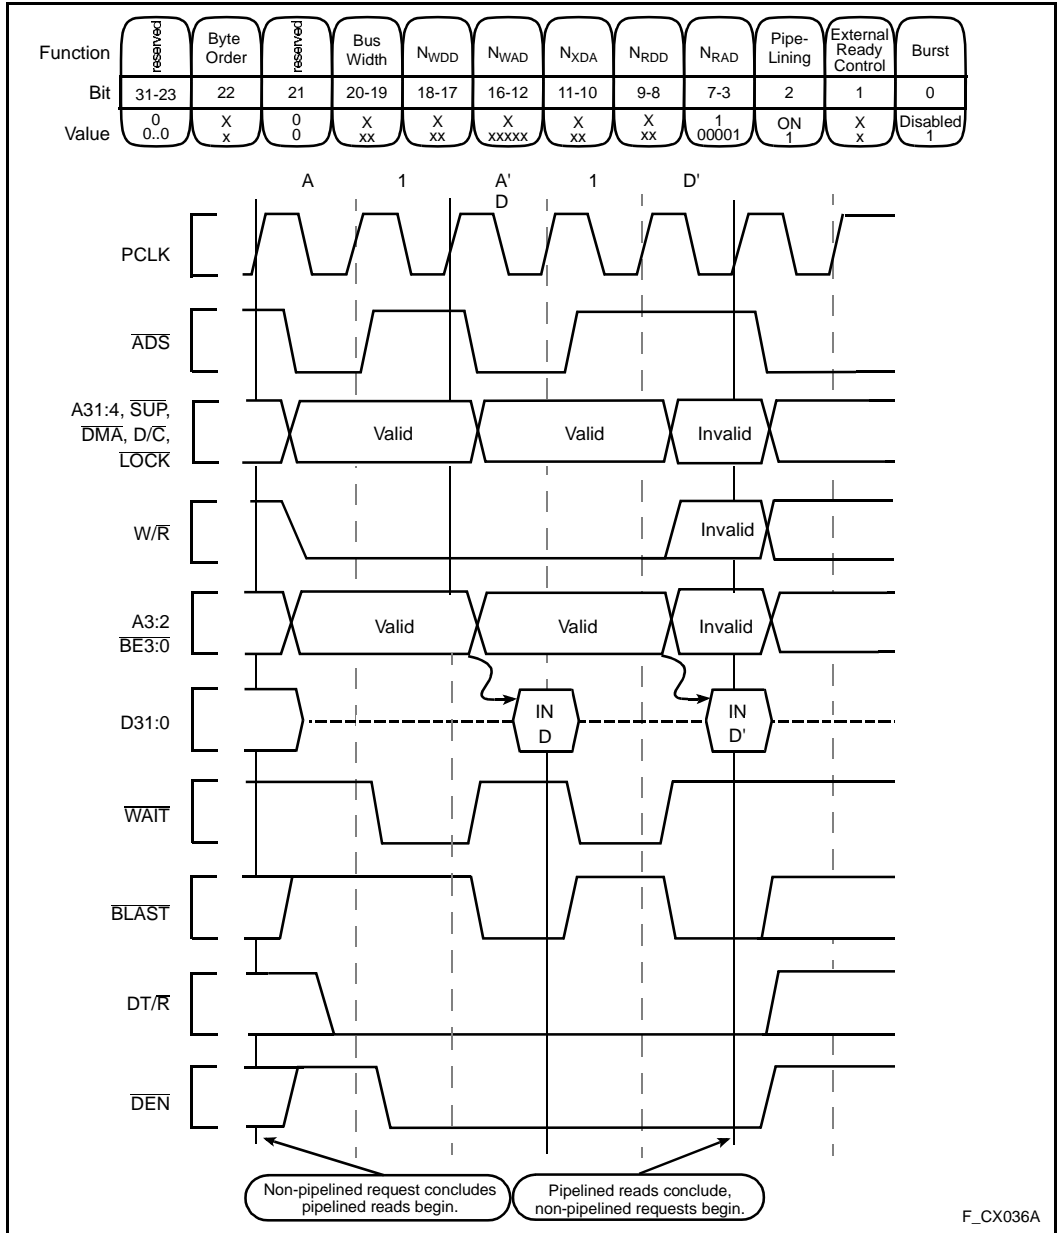 Function reserved Byte Order reserved Bus Width NWDD NWAD NXDA NRDD NRAD Pipe-Lining External Ready Control Burst
Bit 31-23 22 21 20-19 18-17 16-12 11-10 9-8 7-3 2 1 0
Value 0 X 0 X X X X X 1 ON X Disabled
0..0 x 0 xx xx xxxxx xx xx 00001 1 x 1
A 1 A' 1 D'
D
PCLK
ADS
A31:4, SUP,
DMA, D/C,
LOCK
Valid Valid Invalid
W/R
Invalid
A3:2
BE3:0
Valid Valid Invalid
D31:0
IN IN
D D'
WAIT
BLAST
DT/R
DEN
Non-pipelined request concludes
pipelined reads begin.
Pipelined reads conclude,
non-pipelined requests begin.
F_CX036A